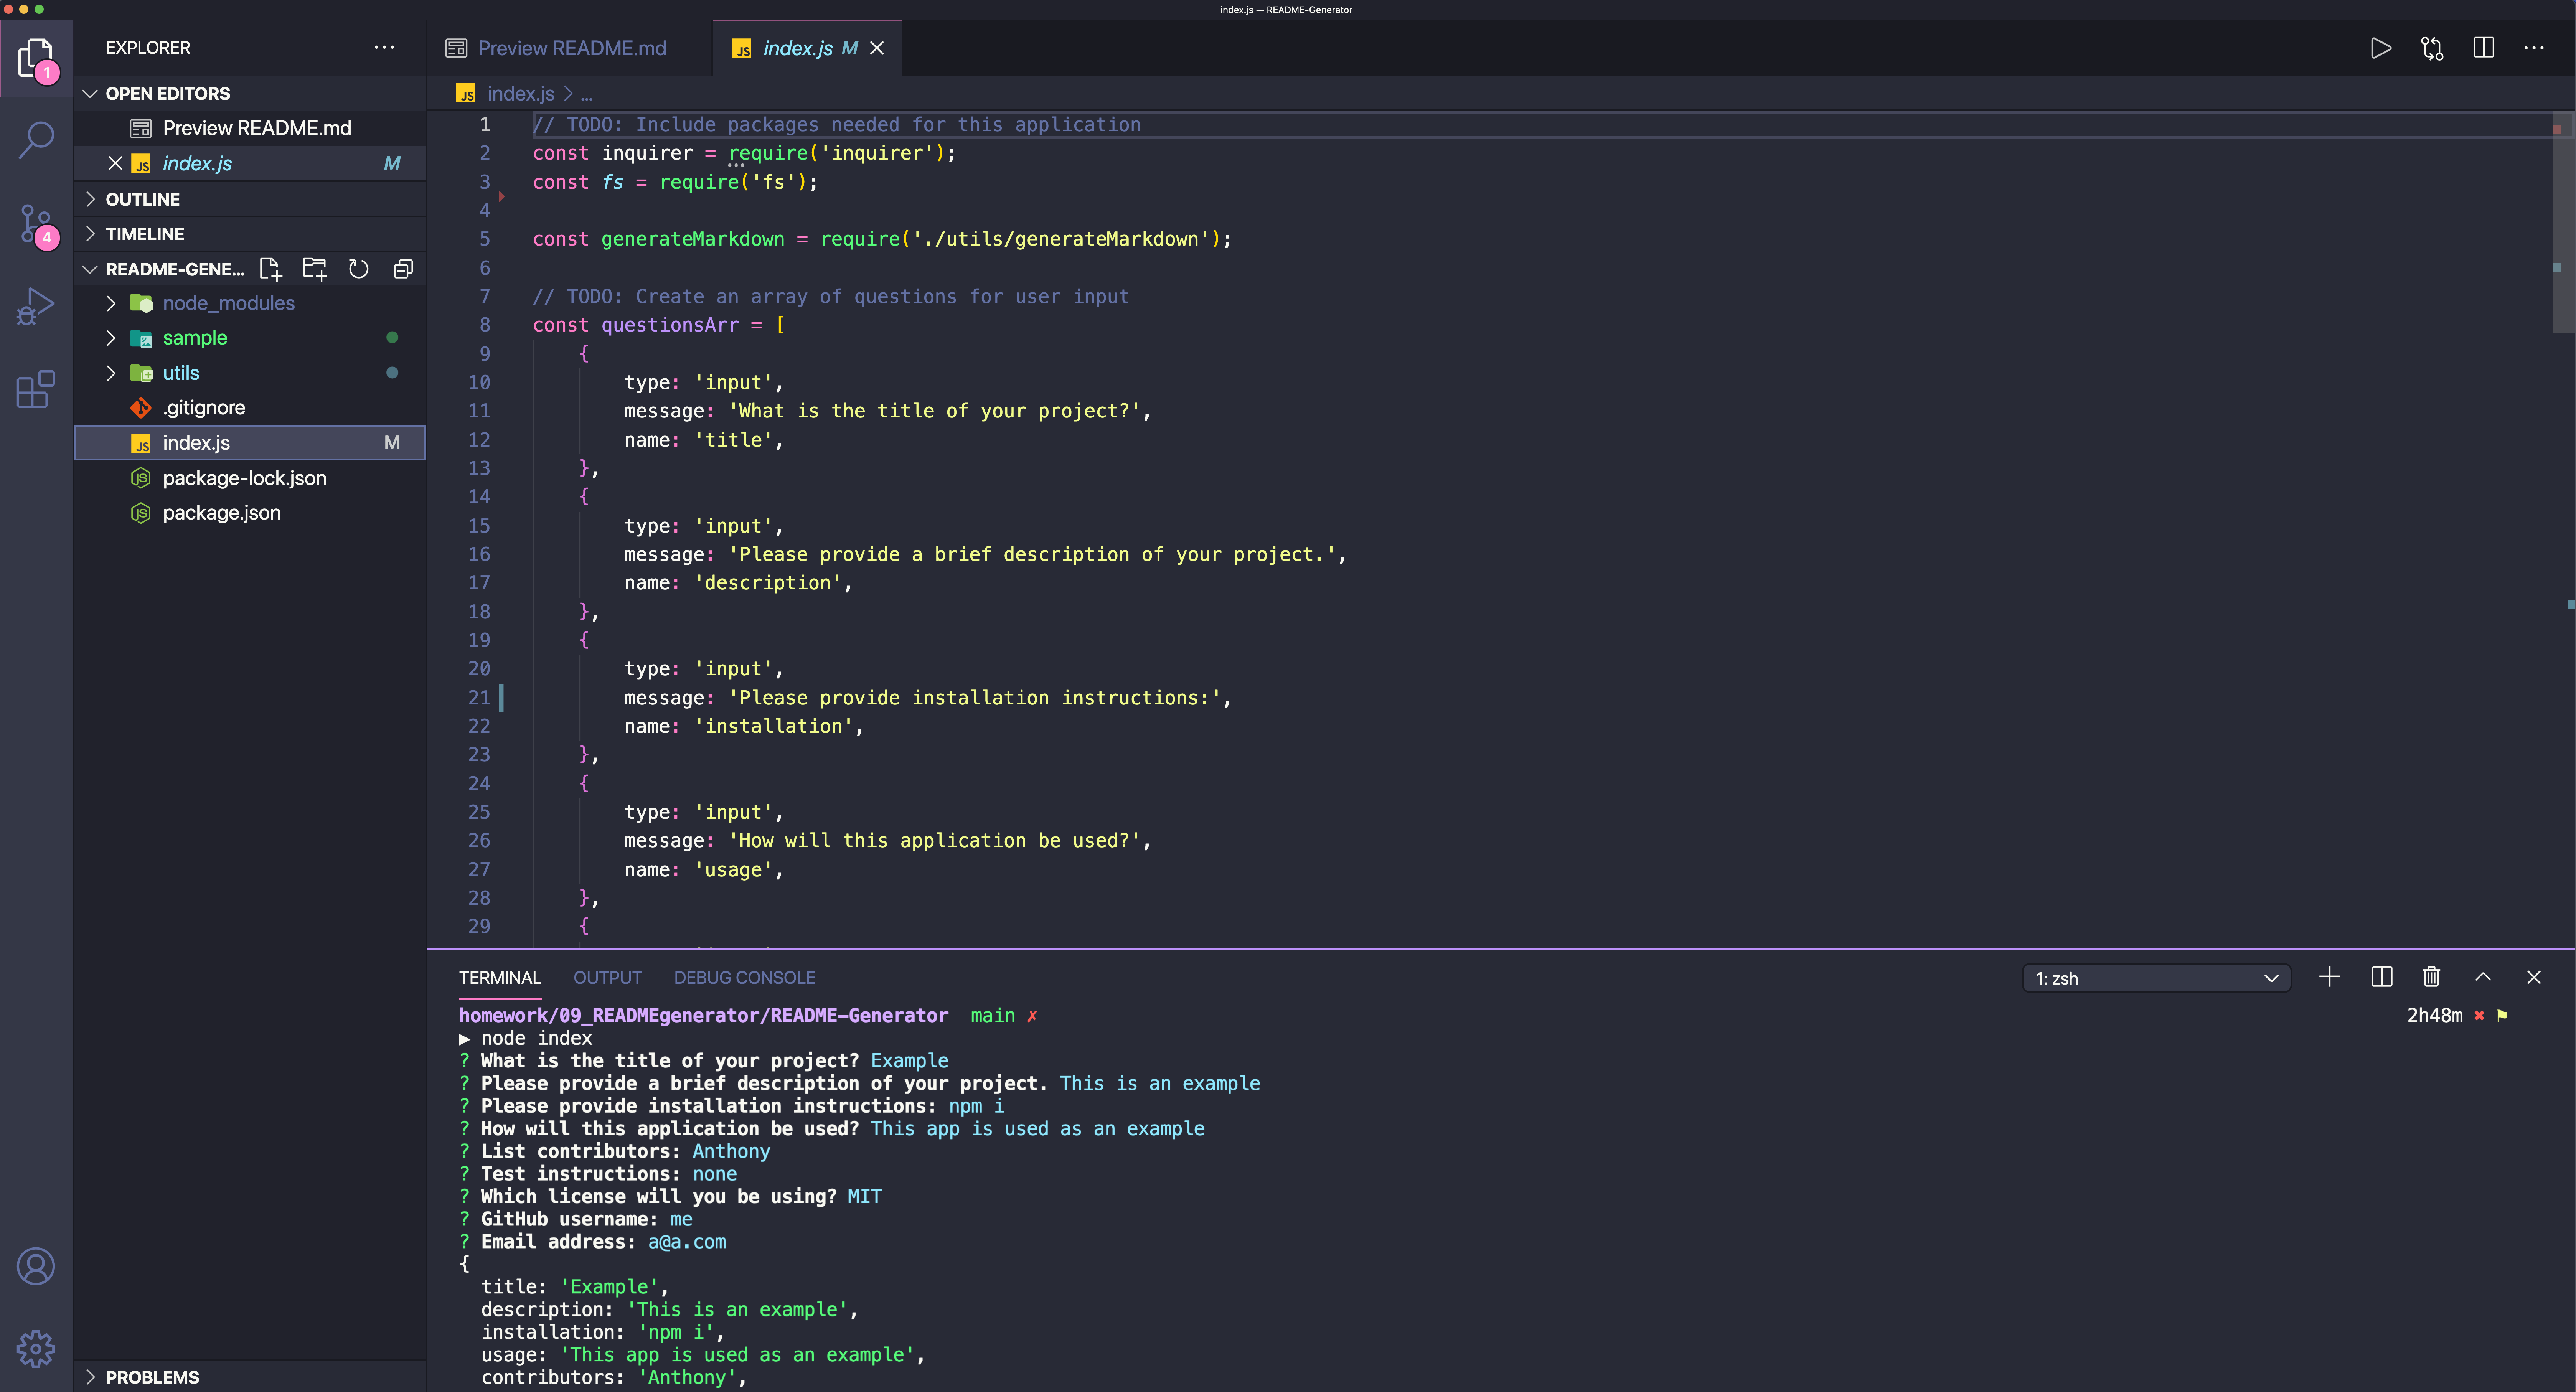 index.js — README-Generator
EXPLORER
OPEN EDITORS
Preview README.md
index.js M
OUTLINE
TIMELINE
README-GENE...
node_modules
sample
utils
.gitignore
index.js M
package-lock.json
package.json
PROBLEMS
1
4
Preview README.md
index.js M
index.js > ...
1 // TODO: Include packages needed for this application
2 const inquirer = require('inquirer');
3 const fs = require('fs');
4
5 const generateMarkdown = require('./utils/generateMarkdown');
6
7 // TODO: Create an array of questions for user input
8 const questionsArr = [
9 {
10 type: 'input',
11 message: 'What is the title of your project?',
12 name: 'title',
13 },
14 {
15 type: 'input',
16 message: 'Please provide a brief description of your project.',
17 name: 'description',
18 },
19 {
20 type: 'input',
21 message: 'Please provide installation instructions:',
22 name: 'installation',
23 },
24 {
25 type: 'input',
26 message: 'How will this application be used?',
27 name: 'usage',
28 },
29 {
TERMINAL OUTPUT DEBUG CONSOLE
1: zsh
homework/09_READMEgenerator/README-Generator main ✗
2h48m ✖ ⚑
▶ node index
? What is the title of your project? Example
? Please provide a brief description of your project. This is an example
? Please provide installation instructions: npm i
? How will this application be used? This app is used as an example
? List contributors: Anthony
? Test instructions: none
? Which license will you be using? MIT
? GitHub username: me
? Email address: a@a.com
{
title: 'Example',
description: 'This is an example',
installation: 'npm i',
usage: 'This app is used as an example',
contributors: 'Anthony',